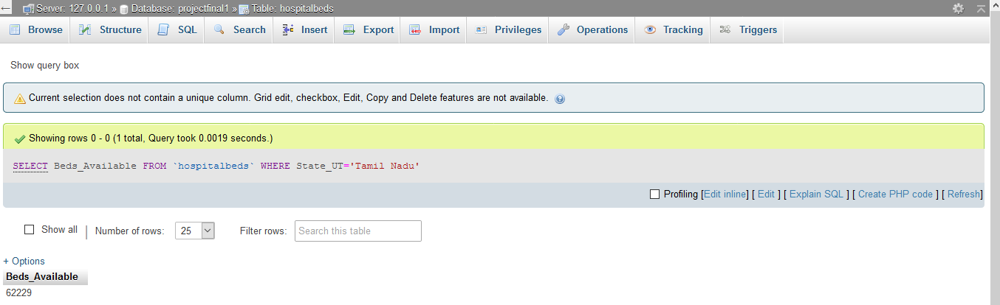 Server: 127.0.0.1 » Database: projectfinal1 » Table: hospitalbeds
Browse Structure SQL Search Insert Export Import Privileges Operations Tracking Triggers
Show query box
Current selection does not contain a unique column. Grid edit, checkbox, Edit, Copy and Delete features are not available.
Showing rows 0 - 0 (1 total, Query took 0.0019 seconds.)
SELECT Beds_Available FROM `hospitalbeds` WHERE State_UT='Tamil Nadu'
Profiling [Edit inline] [ Edit ] [ Explain SQL ] [ Create PHP code ] [ Refresh]
Show all | Number of rows: 25 Filter rows: Search this table
+ Options
Beds_Available
62229